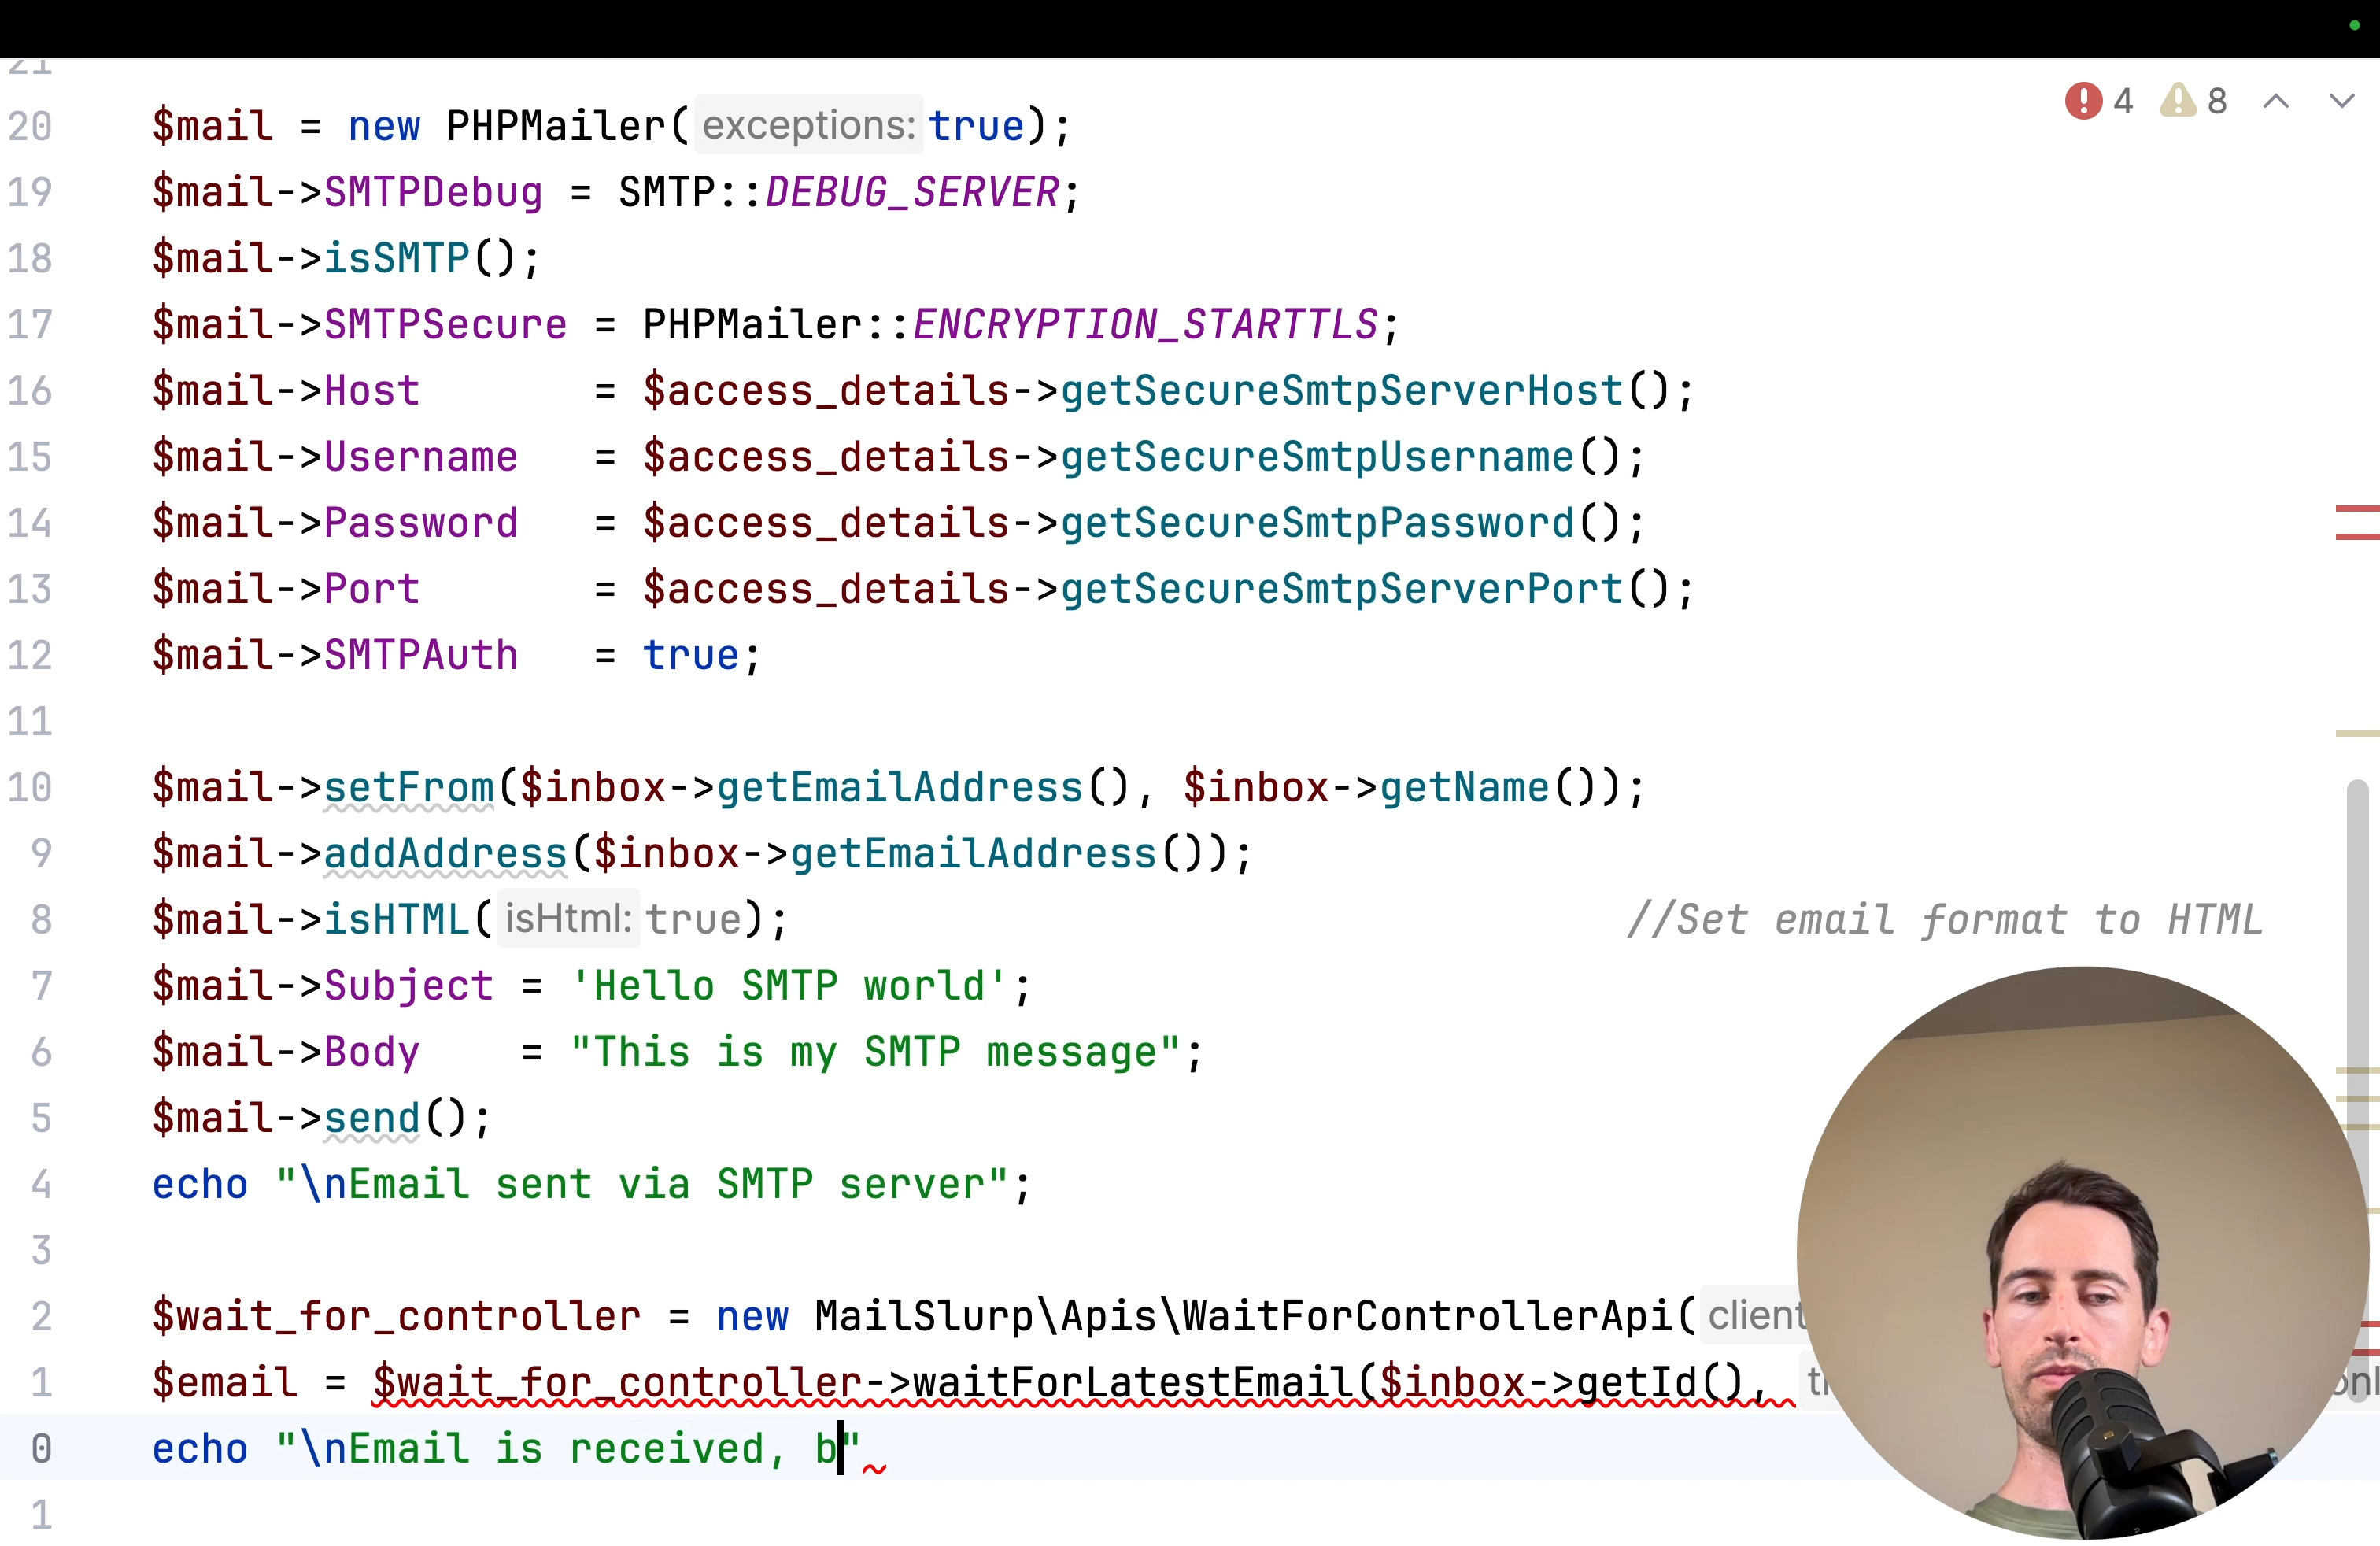 21
4 8
20 $mail = new PHPMailer( exceptions: true);
19 $mail->SMTPDebug = SMTP::DEBUG_SERVER;
18 $mail->isSMTP();
17 $mail->SMTPSecure = PHPMailer::ENCRYPTION_STARTTLS;
16 $mail->Host = $access_details->getSecureSmtpServerHost();
15 $mail->Username = $access_details->getSecureSmtpUsername();
14 $mail->Password = $access_details->getSecureSmtpPassword();
13 $mail->Port = $access_details->getSecureSmtpServerPort();
12 $mail->SMTPAuth = true;
11
10 $mail->setFrom($inbox->getEmailAddress(), $inbox->getName());
9 $mail->addAddress($inbox->getEmailAddress());
8 $mail->isHTML( isHtml: true); //Set email format to HTML
7 $mail->Subject = 'Hello SMTP world';
6 $mail->Body = "This is my SMTP message";
5 $mail->send();
4 echo "\nEmail sent via SMTP server";
3
2 $wait_for_controller = new MailSlurp\Apis\WaitForControllerApi( client
1 $email = $wait_for_controller->waitForLatestEmail($inbox->getId(),
0 echo "\nEmail is received, b"
1